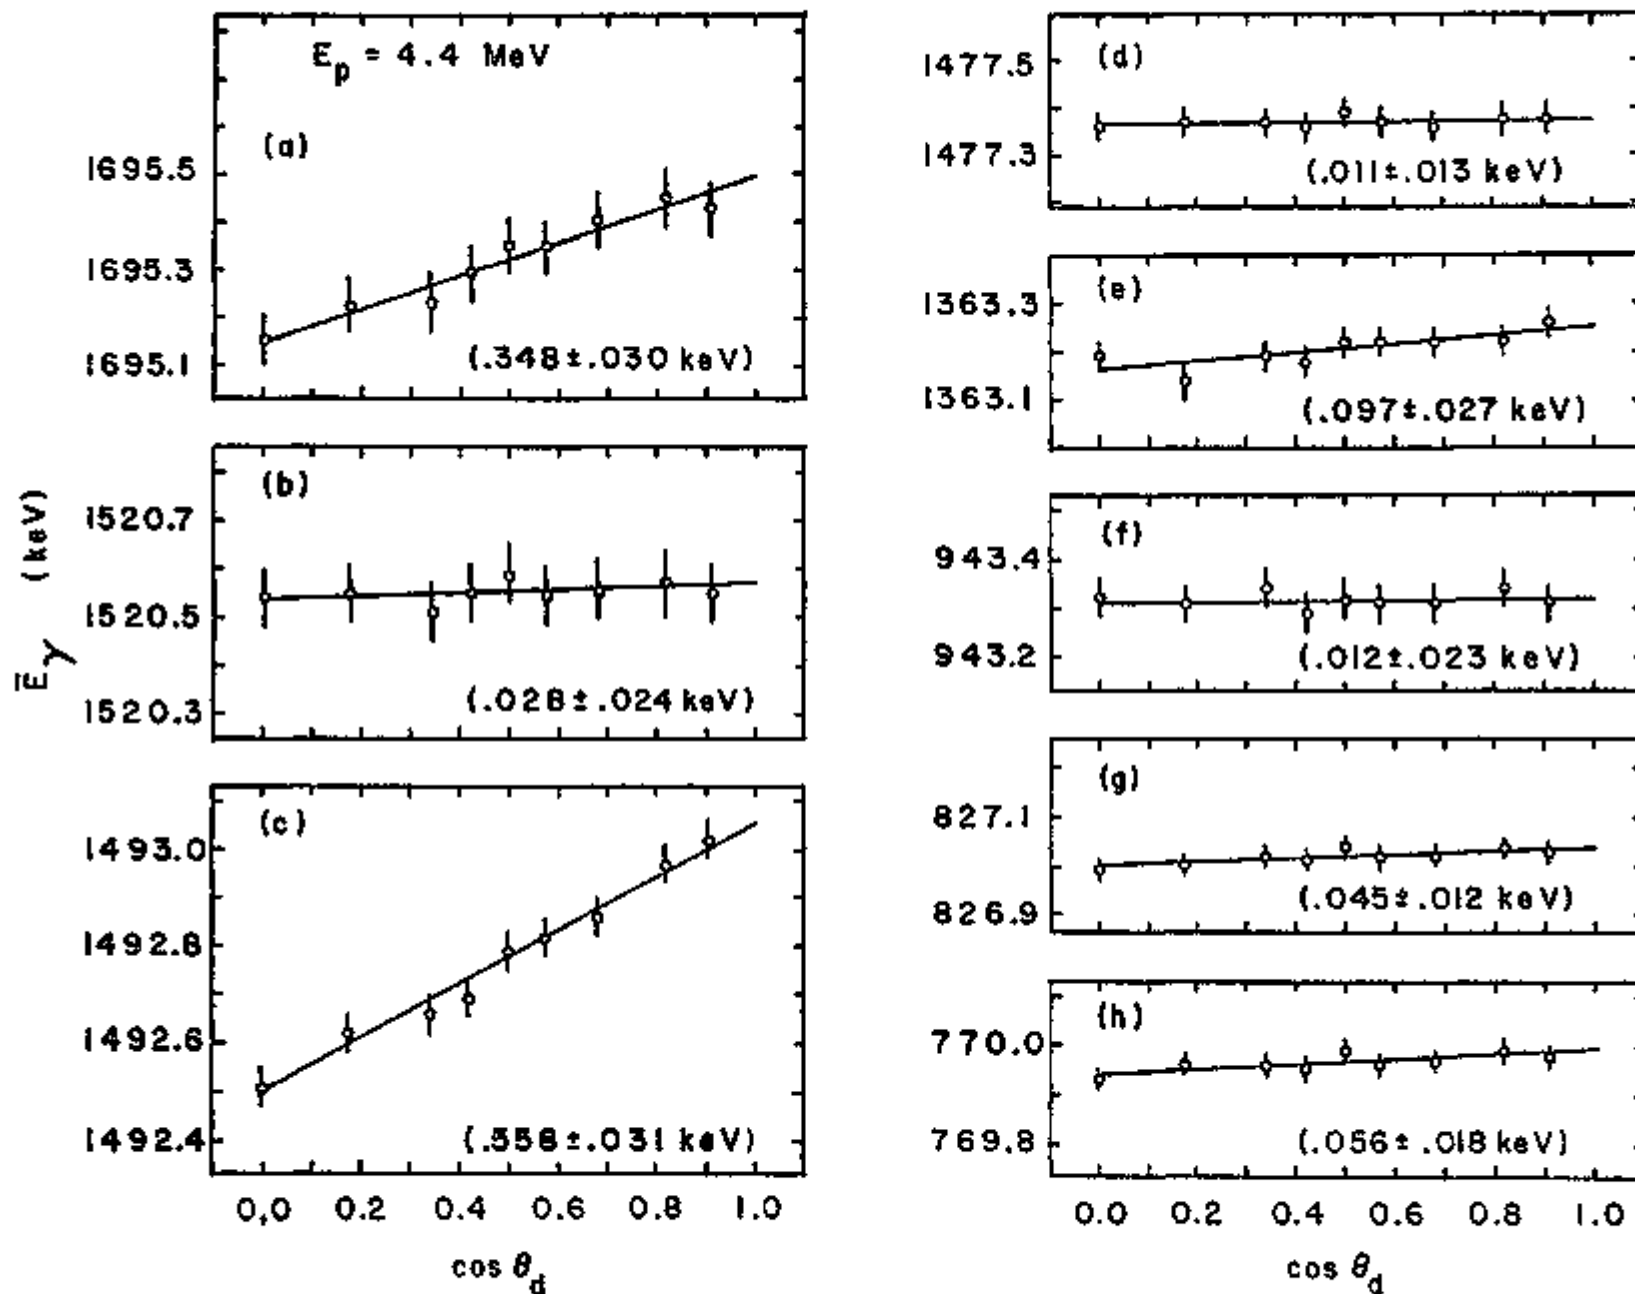 E_p = 4.4 MeV
(a)
1695.5
1695.3
1695.1
(.348±.030 keV)
(b)
1520.7
1520.5
1520.3
(.028±.024 keV)
(c)
1493.0
1492.8
1492.6
1492.4
(.558±.031 keV)
0.0 0.2 0.4 0.6 0.8 1.0
cos θ_d
E̅_γ (keV)
(d)
1477.5
1477.3
(.011±.013 keV)
(e)
1363.3
1363.1
(.097±.027 keV)
(f)
943.4
943.2
(.012±.023 keV)
(g)
827.1
826.9
(.045±.012 keV)
(h)
770.0
769.8
(.056±.018 keV)
0.0 0.2 0.4 0.6 0.8 1.0
cos θ_d